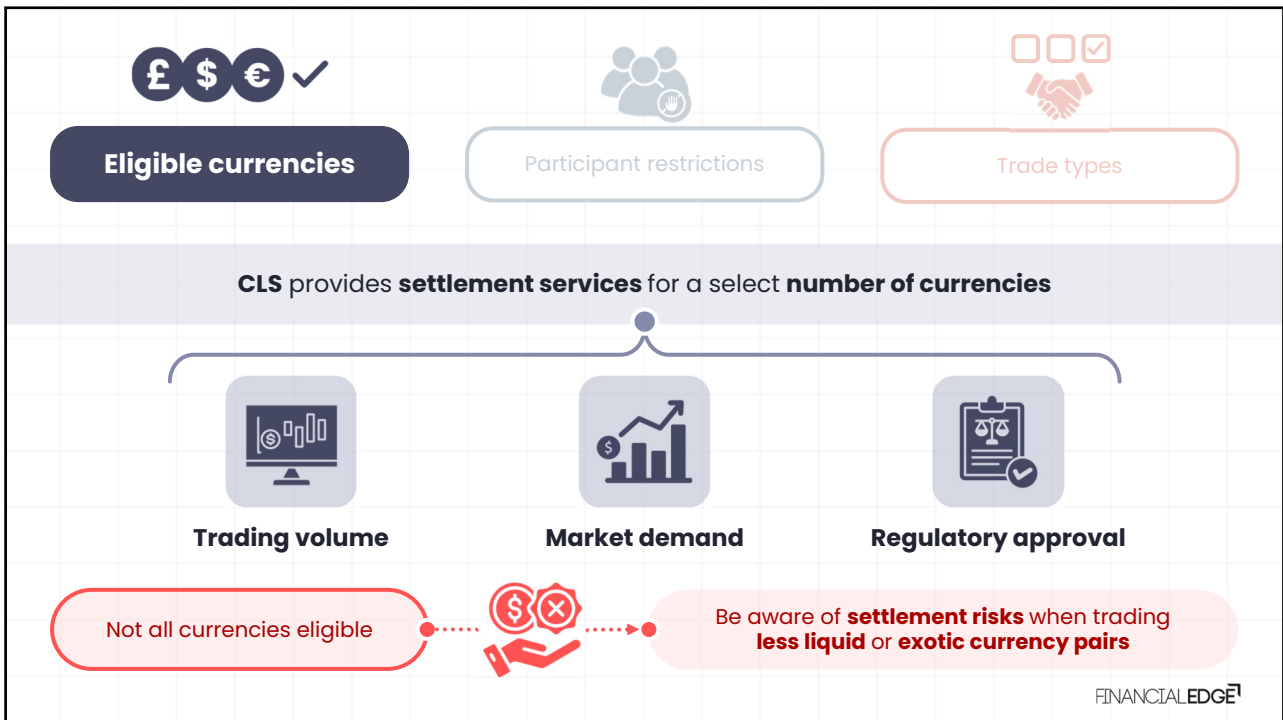 £ $ €
Eligible currencies
Participant restrictions
Trade types
CLS provides settlement services for a select number of currencies
$
$
Trading volume
Market demand
Regulatory approval
Not all currencies eligible
$
Be aware of settlement risks when trading
less liquid or exotic currency pairs
FINANCIALEDGE